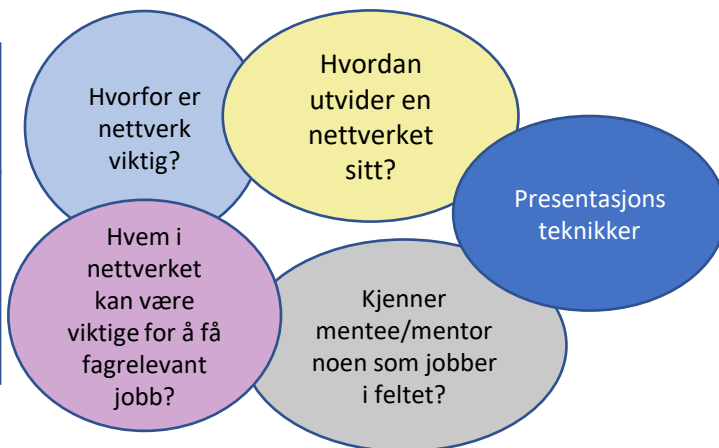 Hvorfor er
nettverk
viktig?
Hvordan
utvider en
nettverket
sitt?
Presentasjons
teknikker
Hvem i
nettverket
kan være
viktige for å få
fagrelevant
jobb?
Kjenner
mentee/mentor
noen som jobber
i feltet?